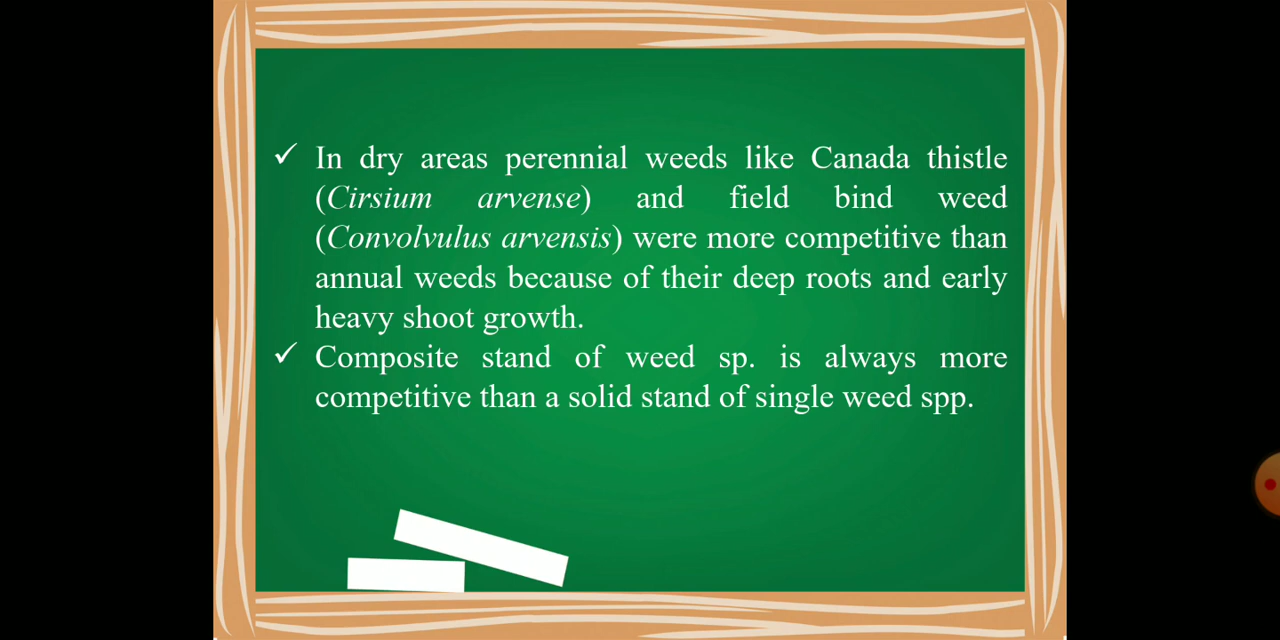 ✓ In dry areas perennial weeds like Canada thistle
(Cirsium arvense) and field bind weed
(Convolvulus arvensis) were more competitive than
annual weeds because of their deep roots and early
heavy shoot growth.
✓ Composite stand of weed sp. is always more
competitive than a solid stand of single weed spp.